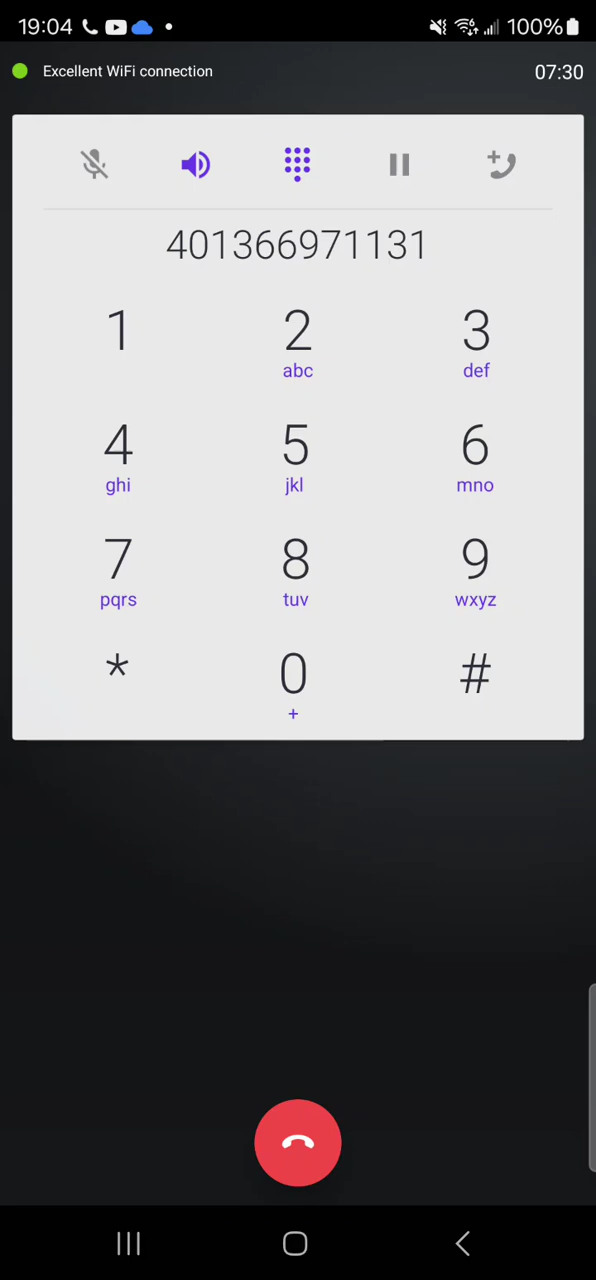 19:04 100%
Excellent WiFi connection 07:30
401366971131
1 2 3
abc def
4 5 6
ghi jkl mno
7 8 9
pqrs tuv wxyz
* 0 #
+